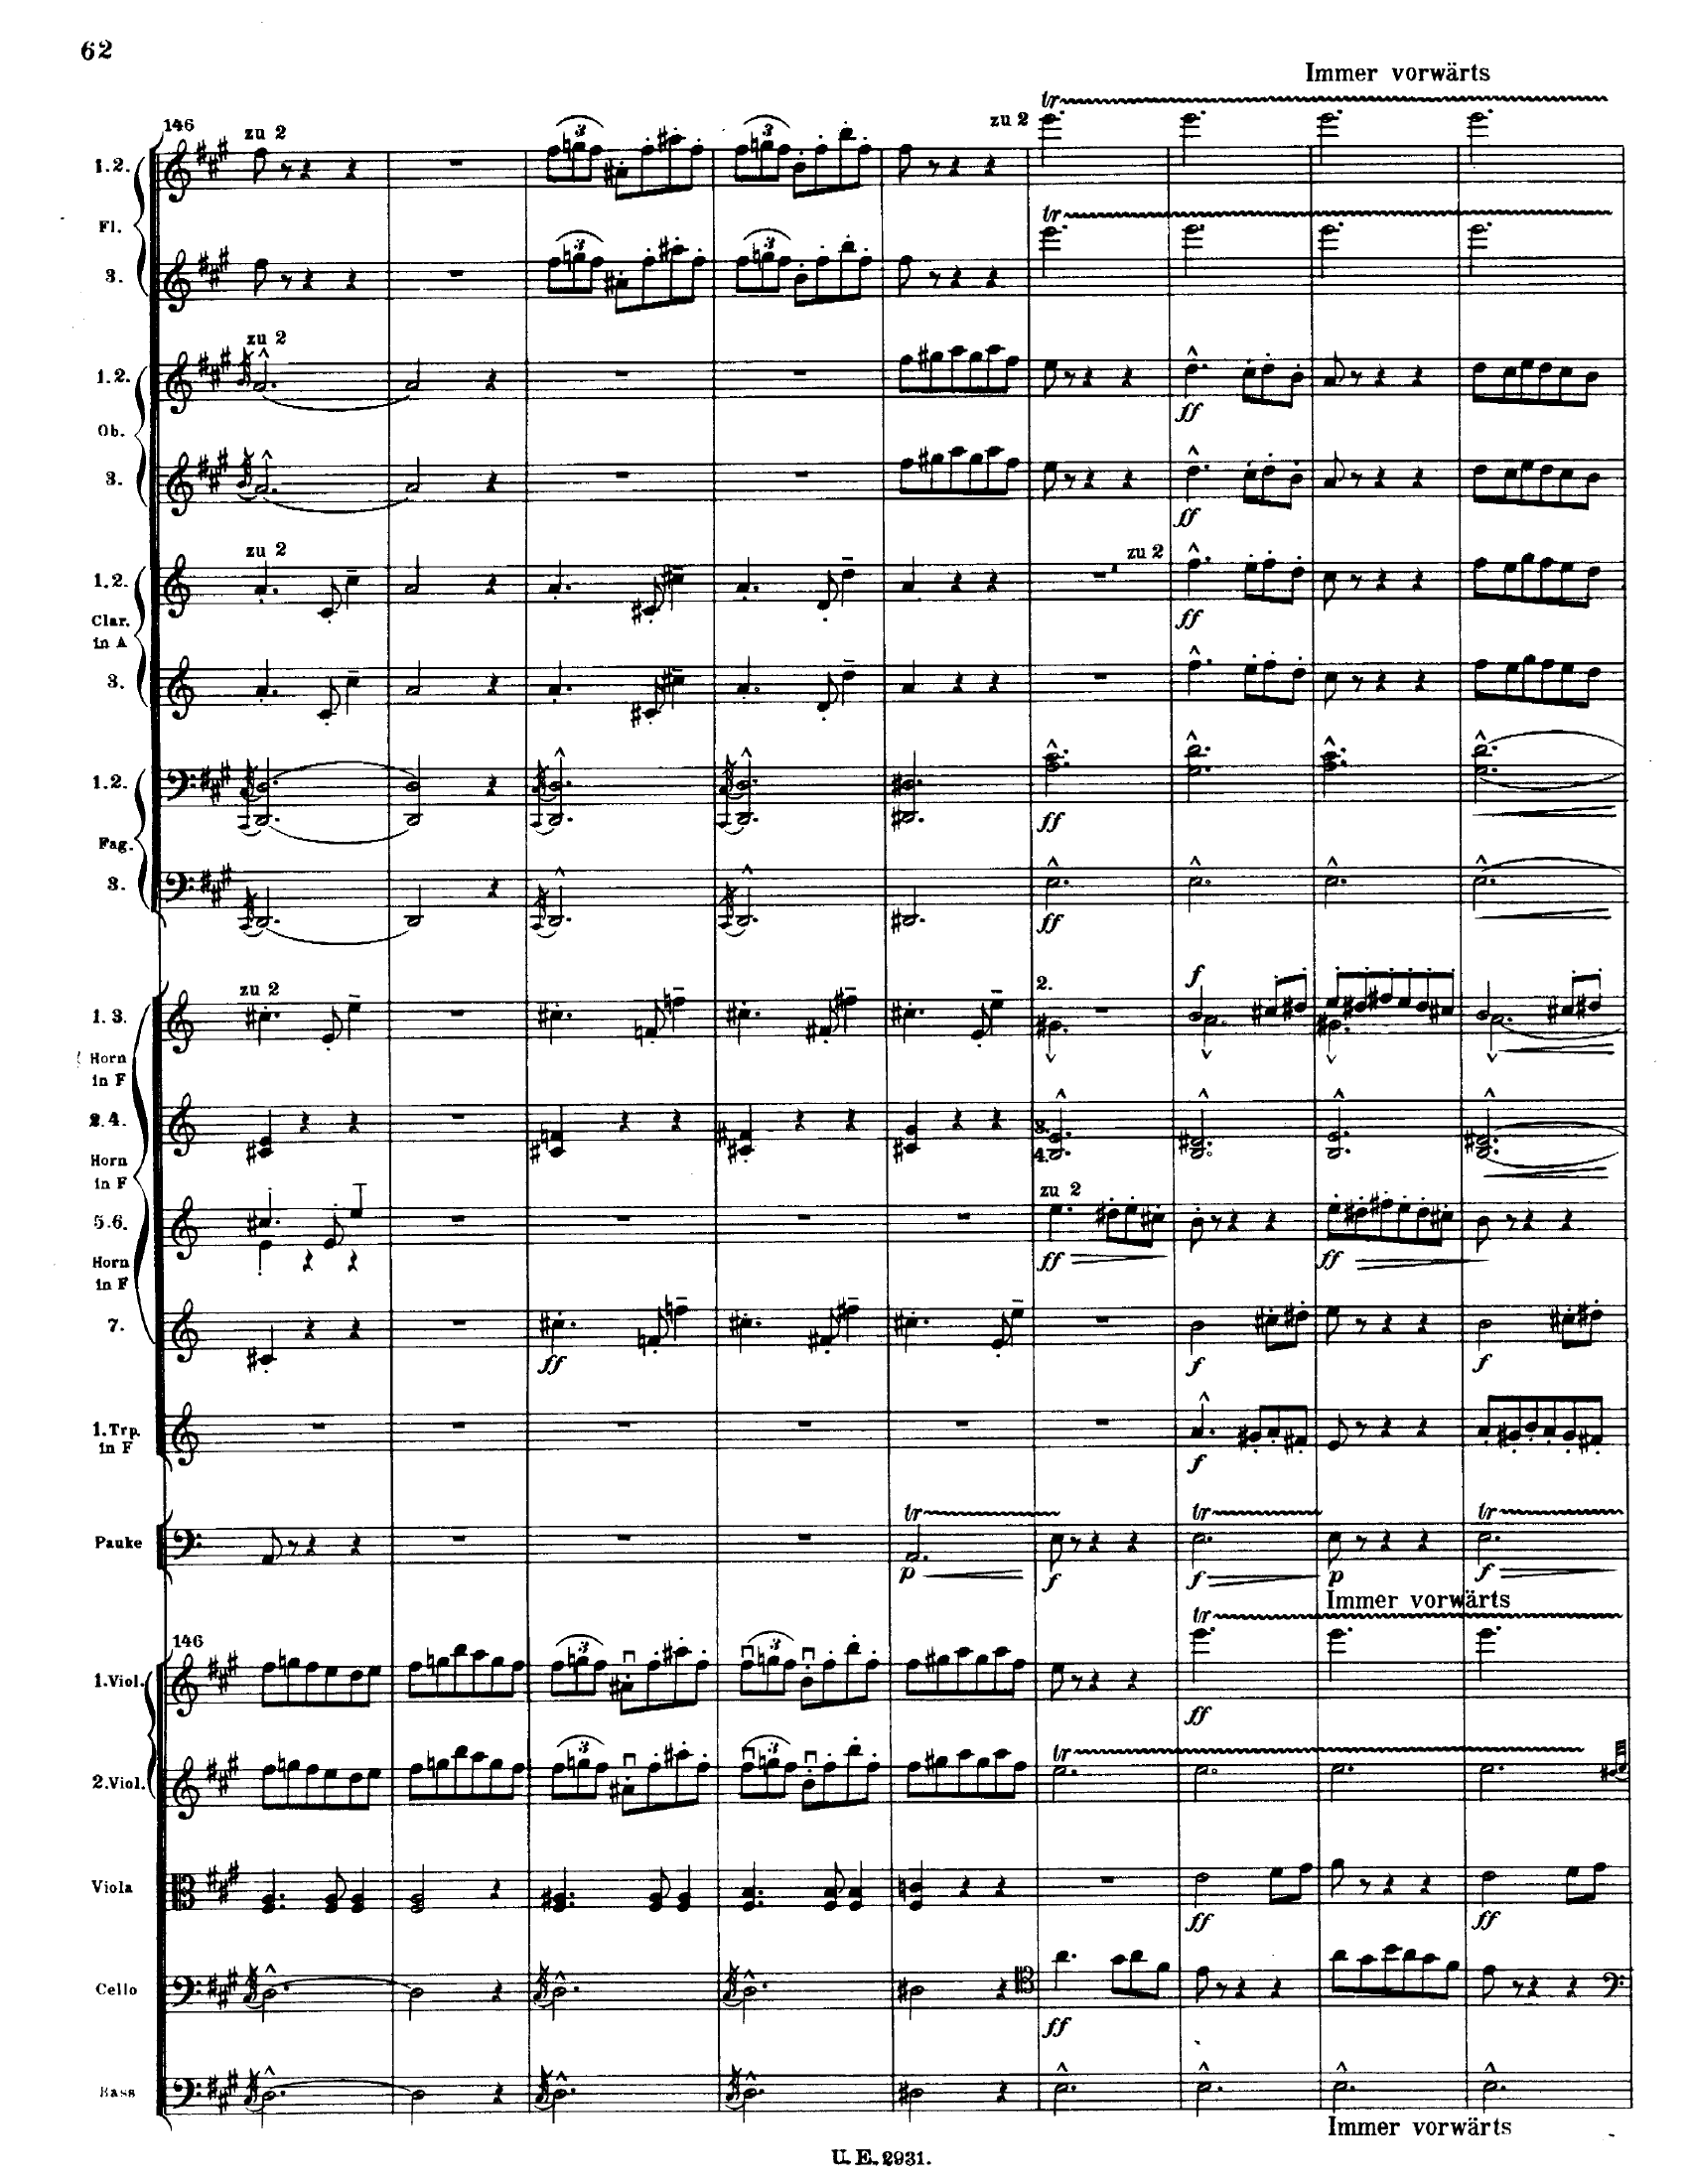 62
Immer vorwärts
146
zu 2
zu 2
1.2.
Fl.
3.
zu 2
1.2.
Ob.
ff
3.
ff
zu 2
zu 2
1.2.
Clar.
in A
ff
3.
1.2.
ff
Fag.
3.
ff
zu 2
2.
f
1.3.
Horn
in F
2.4.
3.
4.
Horn
in F
zu 2
5.6.
ff
ff
Horn
in F
7.
ff
f
f
1.Trp.
in F
f
Pauke
p
f
f
p
f
Immer vorwärts
146
1.Viol.
ff
2.Viol.
Viola
ff
ff
Cello
ff
Bass
Immer vorwärts
U. E. 2931.